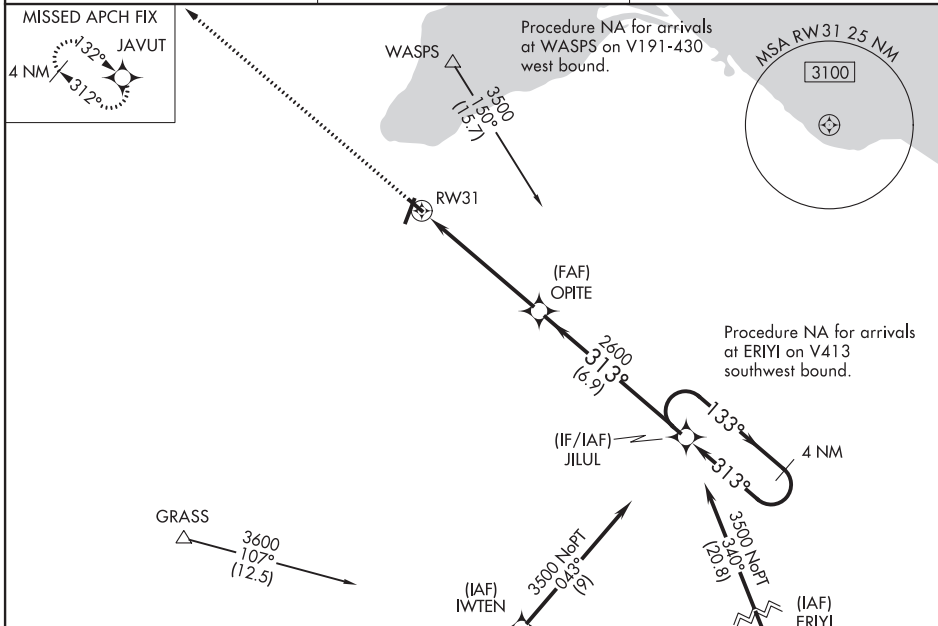 MISSED APCH FIX
132°
JAVUT
4 NM
312°
Procedure NA for arrivals
at WASPS on V191-430
west bound.
WASPS
3500
150°
(15.7)
MSA RW31 25 NM
3100
RW31
(FAF)
OPITE
2600
313°
(6.9)
Procedure NA for arrivals
at ERIYI on V413
southwest bound.
133°
4 NM
313°
(IF/IAF)
JILUL
GRASS
3600
107°
(12.5)
3500 NoPT
043°
(9)
(IAF)
IWTEN
3500 NoPT
340°
(20.8)
(IAF)
ERIYI